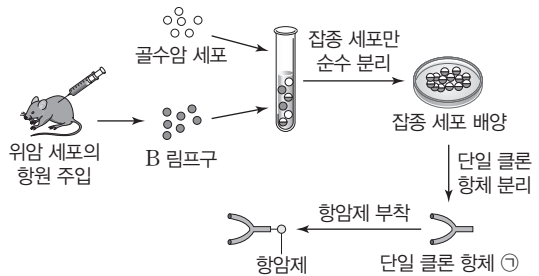 골수암 세포
위암 세포의
항원 주입
B 림프구
잡종 세포만
순수 분리
잡종 세포 배양
단일 클론
항체 분리
항암제 부착
항암제
단일 클론 항체 ㉠